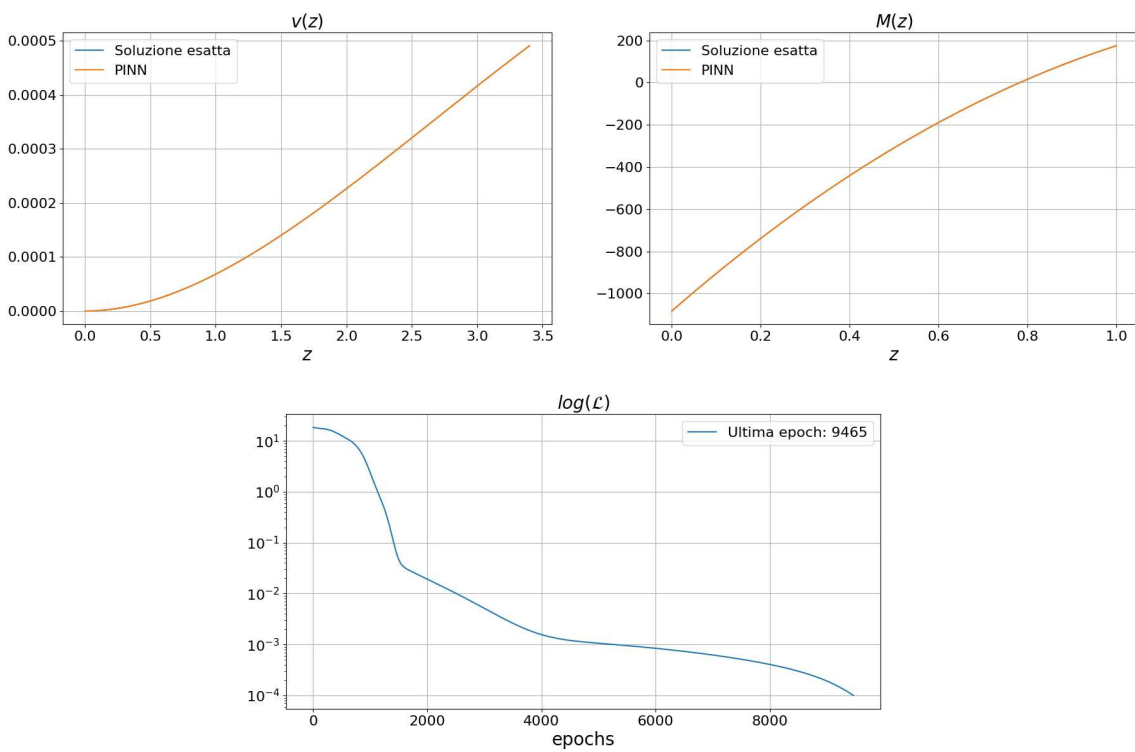 v(z)
0.0005
0.0004
0.0003
0.0002
0.0001
0.0000
Soluzione esatta
PINN
0.0 0.5 1.0 1.5 2.0 2.5 3.0 3.5
z
M(z)
200
0
−200
−400
−600
−800
−1000
Soluzione esatta
PINN
0.0 0.2 0.4 0.6 0.8 1.0
z
log(ℒ)
10¹
10⁰
10⁻¹
10⁻²
10⁻³
10⁻⁴
Ultima epoch: 9465
0 2000 4000 6000 8000
epochs